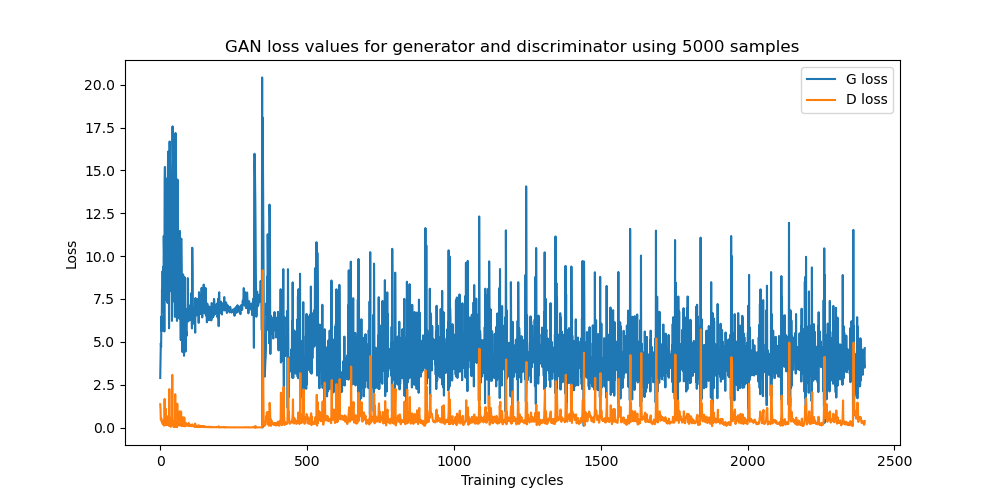 GAN loss values for generator and discriminator using 5000 samples
G loss
D loss
20.0
17.5
15.0
12.5
10.0
7.5
5.0
2.5
0.0
Loss
0 500 1000 1500 2000 2500
Training cycles